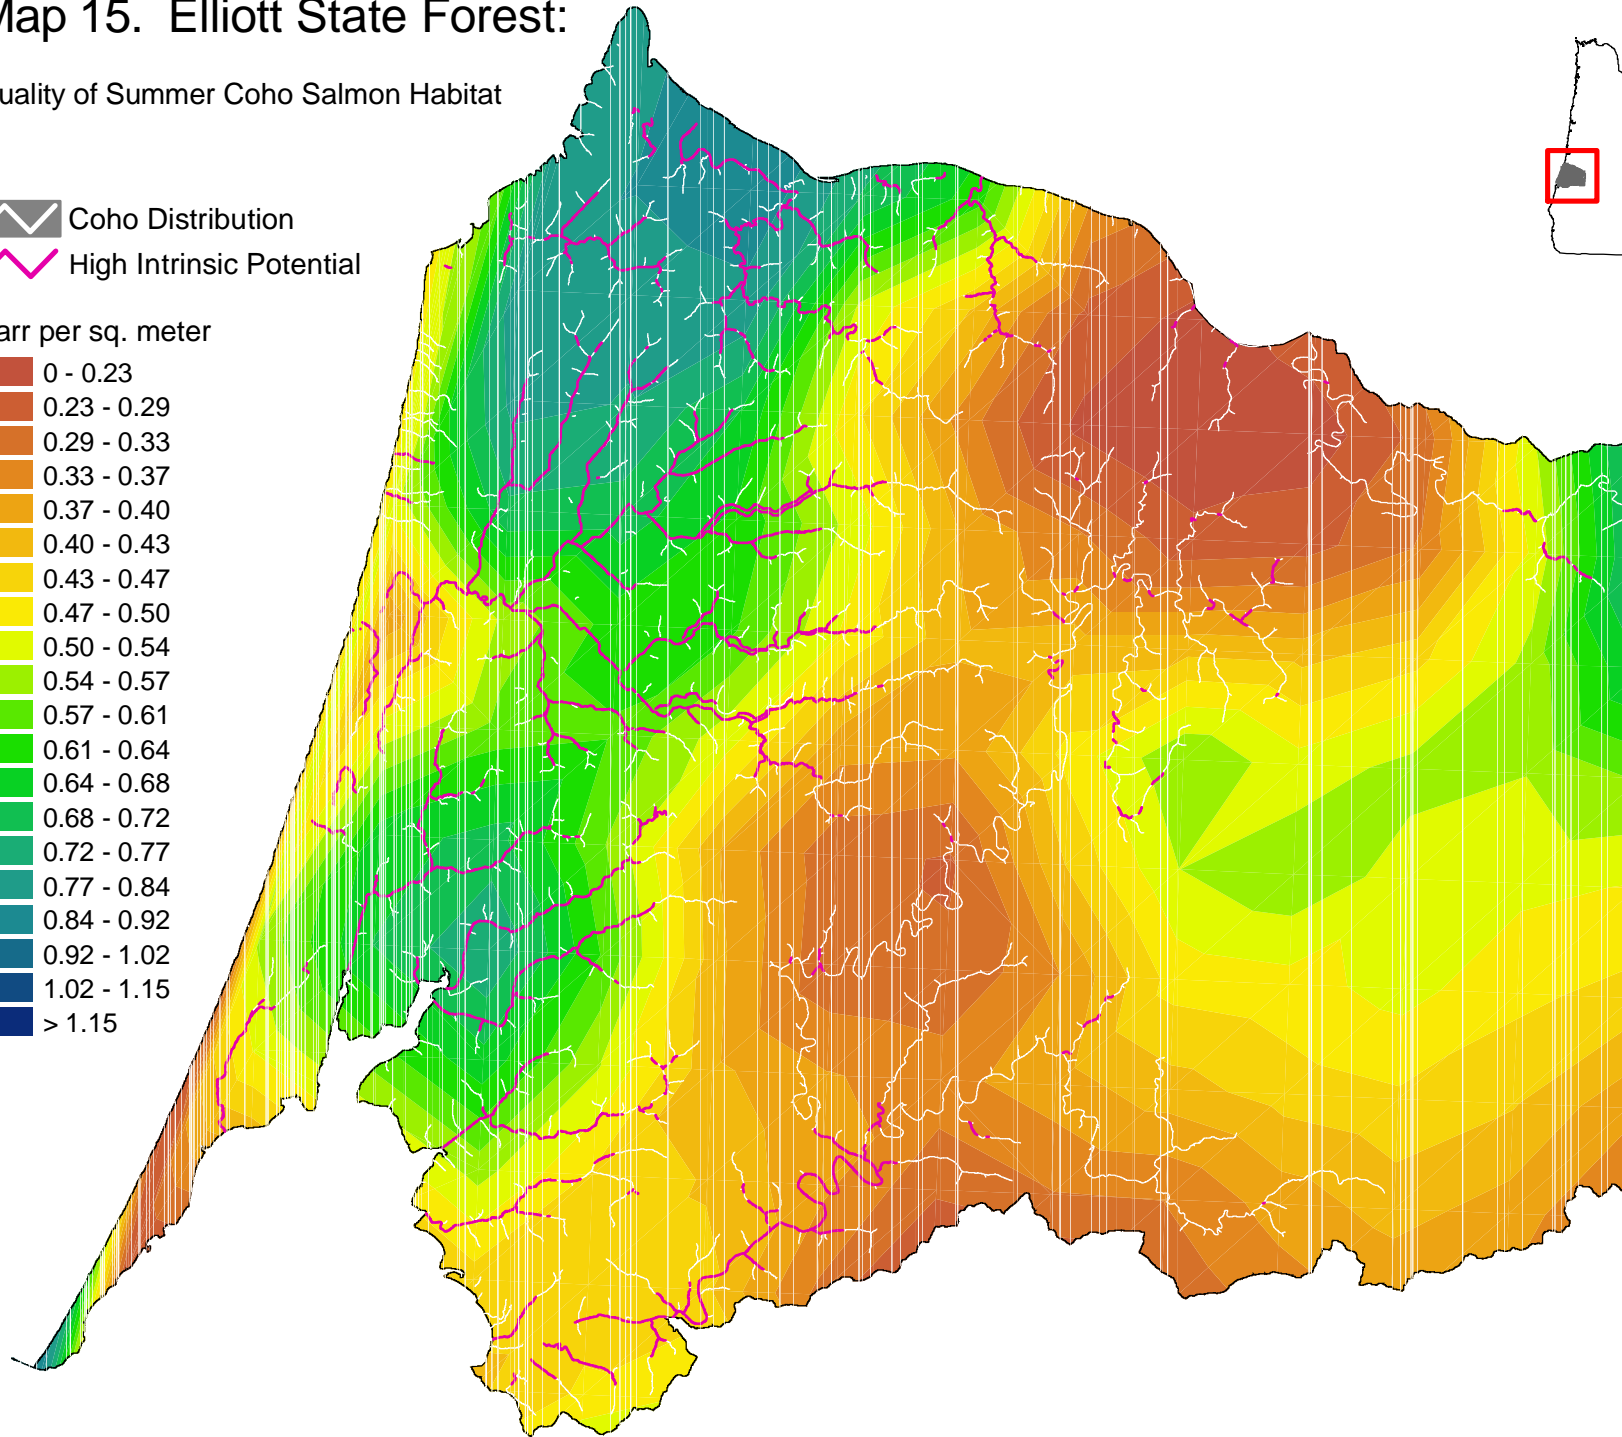 Map 15. Elliott State Forest:
uality of Summer Coho Salmon Habitat
Coho Distribution
High Intrinsic Potential
arr per sq. meter
0 - 0.23
0.23 - 0.29
0.29 - 0.33
0.33 - 0.37
0.37 - 0.40
0.40 - 0.43
0.43 - 0.47
0.47 - 0.50
0.50 - 0.54
0.54 - 0.57
0.57 - 0.61
0.61 - 0.64
0.64 - 0.68
0.68 - 0.72
0.72 - 0.77
0.77 - 0.84
0.84 - 0.92
0.92 - 1.02
1.02 - 1.15
> 1.15